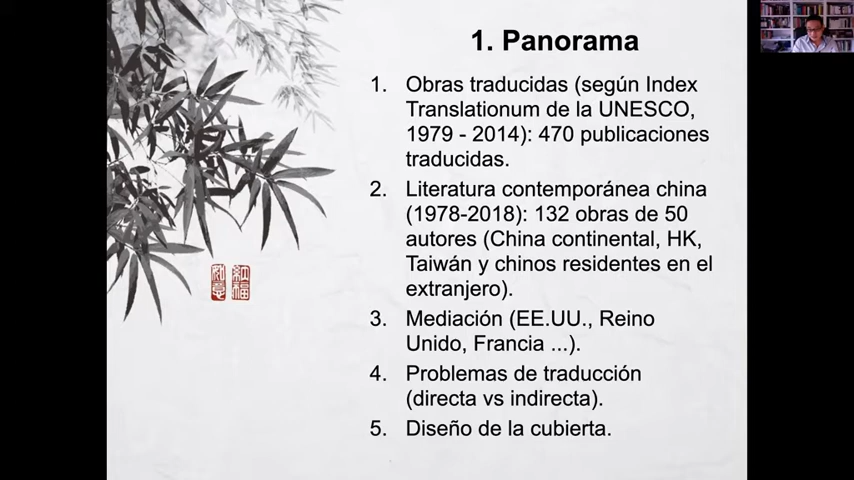 1. Panorama
1. Obras traducidas (según Index
Translationum de la UNESCO,
1979 - 2014): 470 publicaciones
traducidas.
2. Literatura contemporánea china
(1978-2018): 132 obras de 50
autores (China continental, HK,
Taiwán y chinos residentes en el
extranjero).
3. Mediación (EE.UU., Reino
Unido, Francia ...).
4. Problemas de traducción
(directa vs indirecta).
5. Diseño de la cubierta.